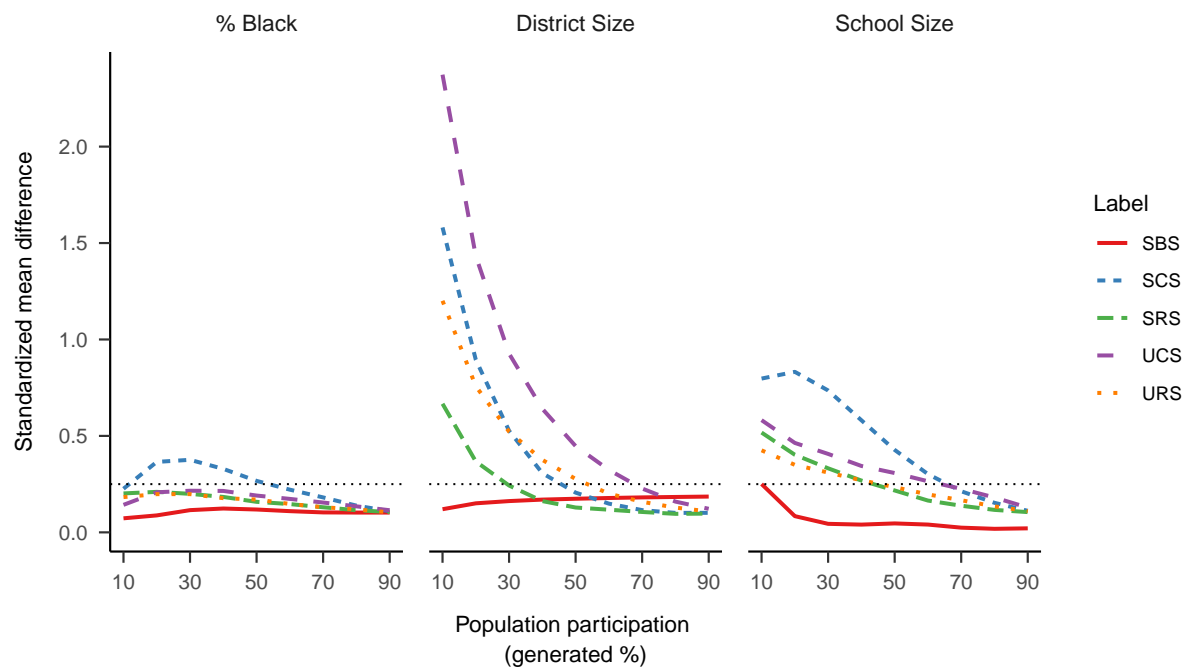 % Black
District Size
School Size
Standardized mean difference
2.0
1.5
1.0
0.5
0.0
10 30 50 70 90
10 30 50 70 90
10 30 50 70 90
Population participation
(generated %)
Label
SBS
SCS
SRS
UCS
URS